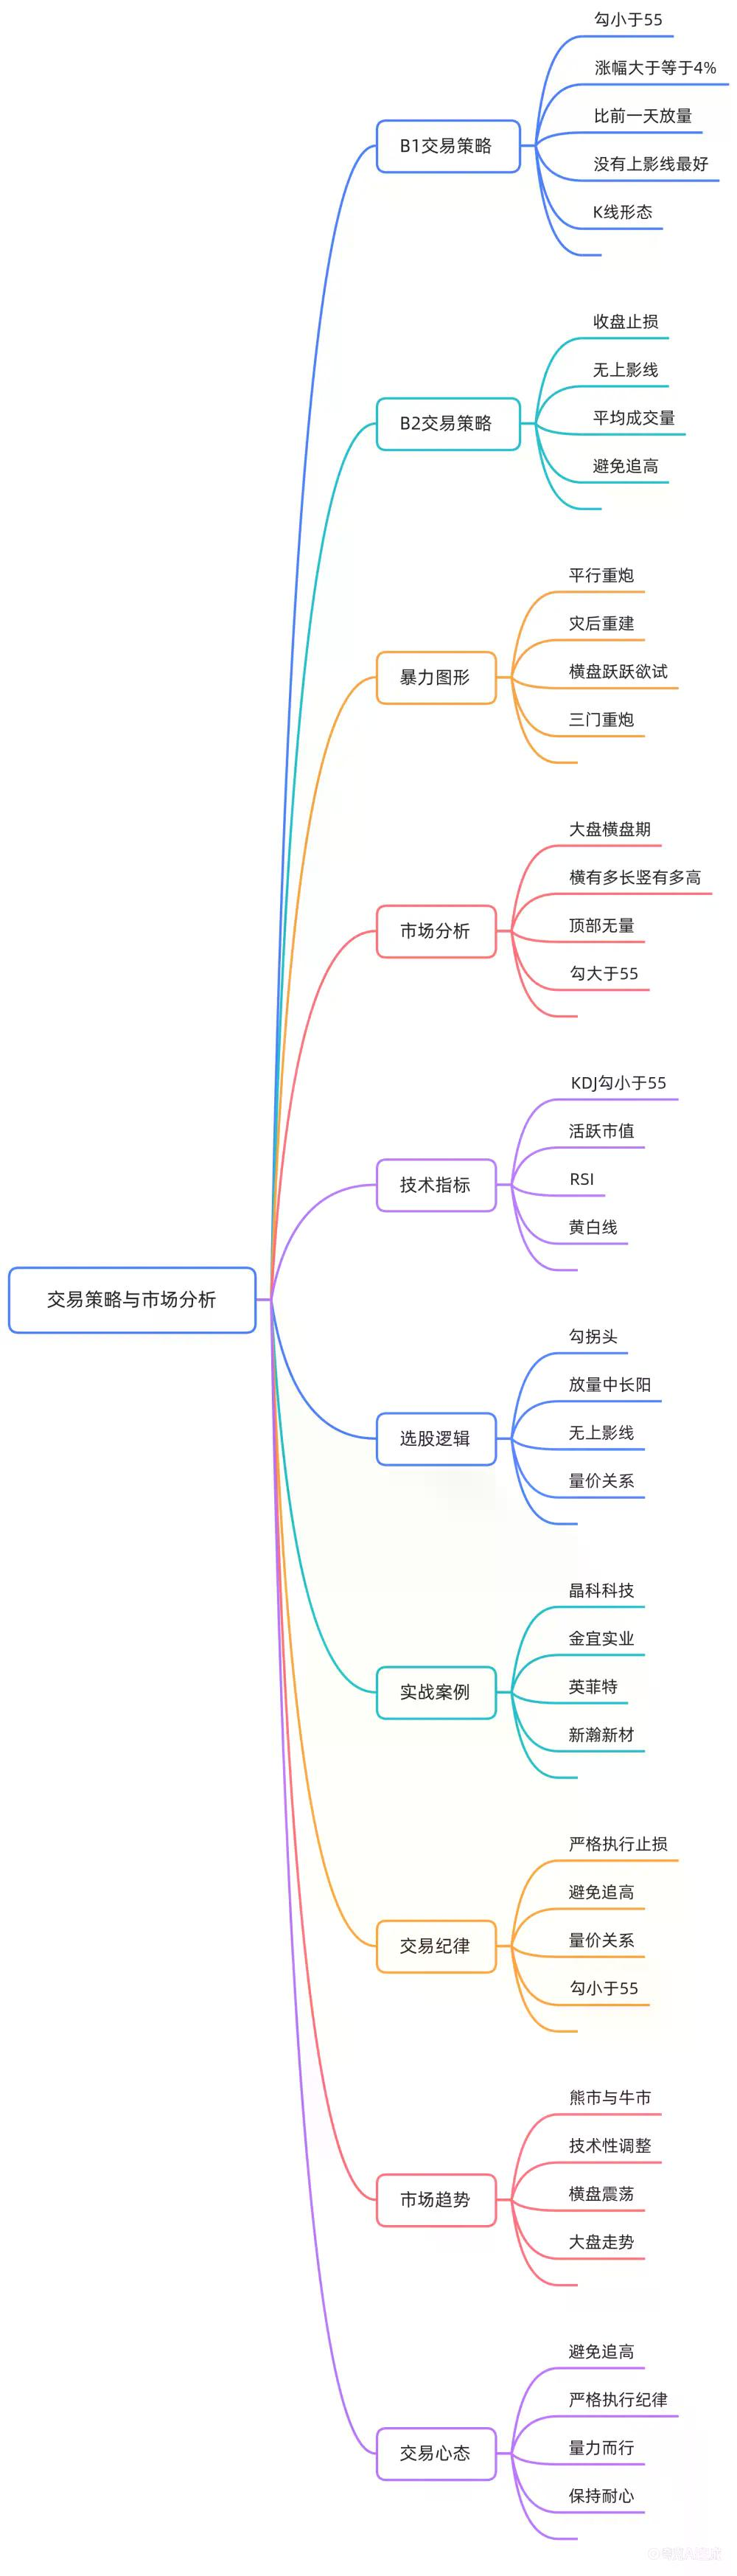 勾小于55
涨幅大于等于4%
比前一天放量
B1交易策略
没有上影线最好
K线形态
收盘止损
无上影线
B2交易策略
平均成交量
避免追高
平行重炮
灾后重建
暴力图形
横盘跃跃欲试
三门重炮
大盘横盘期
横有多长竖有多高
市场分析
顶部无量
勾大于55
KDJ勾小于55
活跃市值
技术指标
RSI
黄白线
交易策略与市场分析
勾拐头
放量中长阳
选股逻辑
无上影线
量价关系
晶科科技
金宜实业
实战案例
英菲特
新瀚新材
严格执行止损
避免追高
交易纪律
量价关系
勾小于55
熊市与牛市
技术性调整
市场趋势
横盘震荡
大盘走势
避免追高
严格执行纪律
交易心态
量力而行
保持耐心